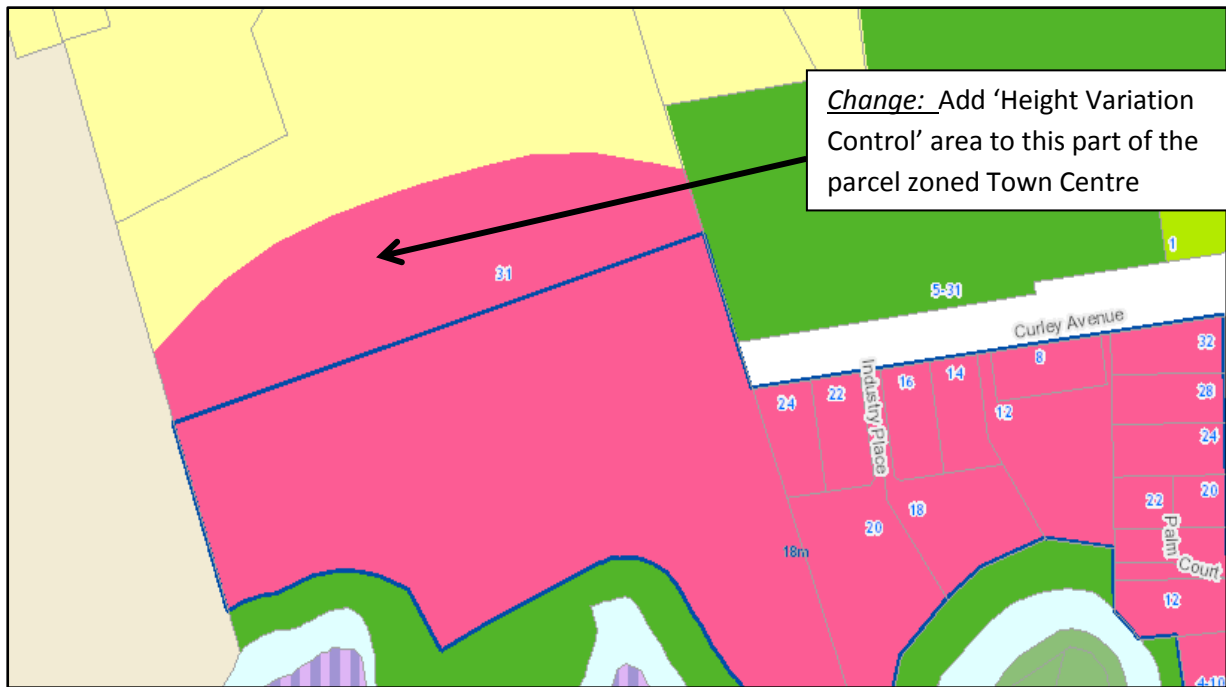 Change: Add ‘Height Variation
Control’ area to this part of the
parcel zoned Town Centre
1
31
5-31
Curley Avenue
32
8
16
14
22
24
28
12
Industry Place
24
20
22
18
20
Palm
Court
18m
12
4-10